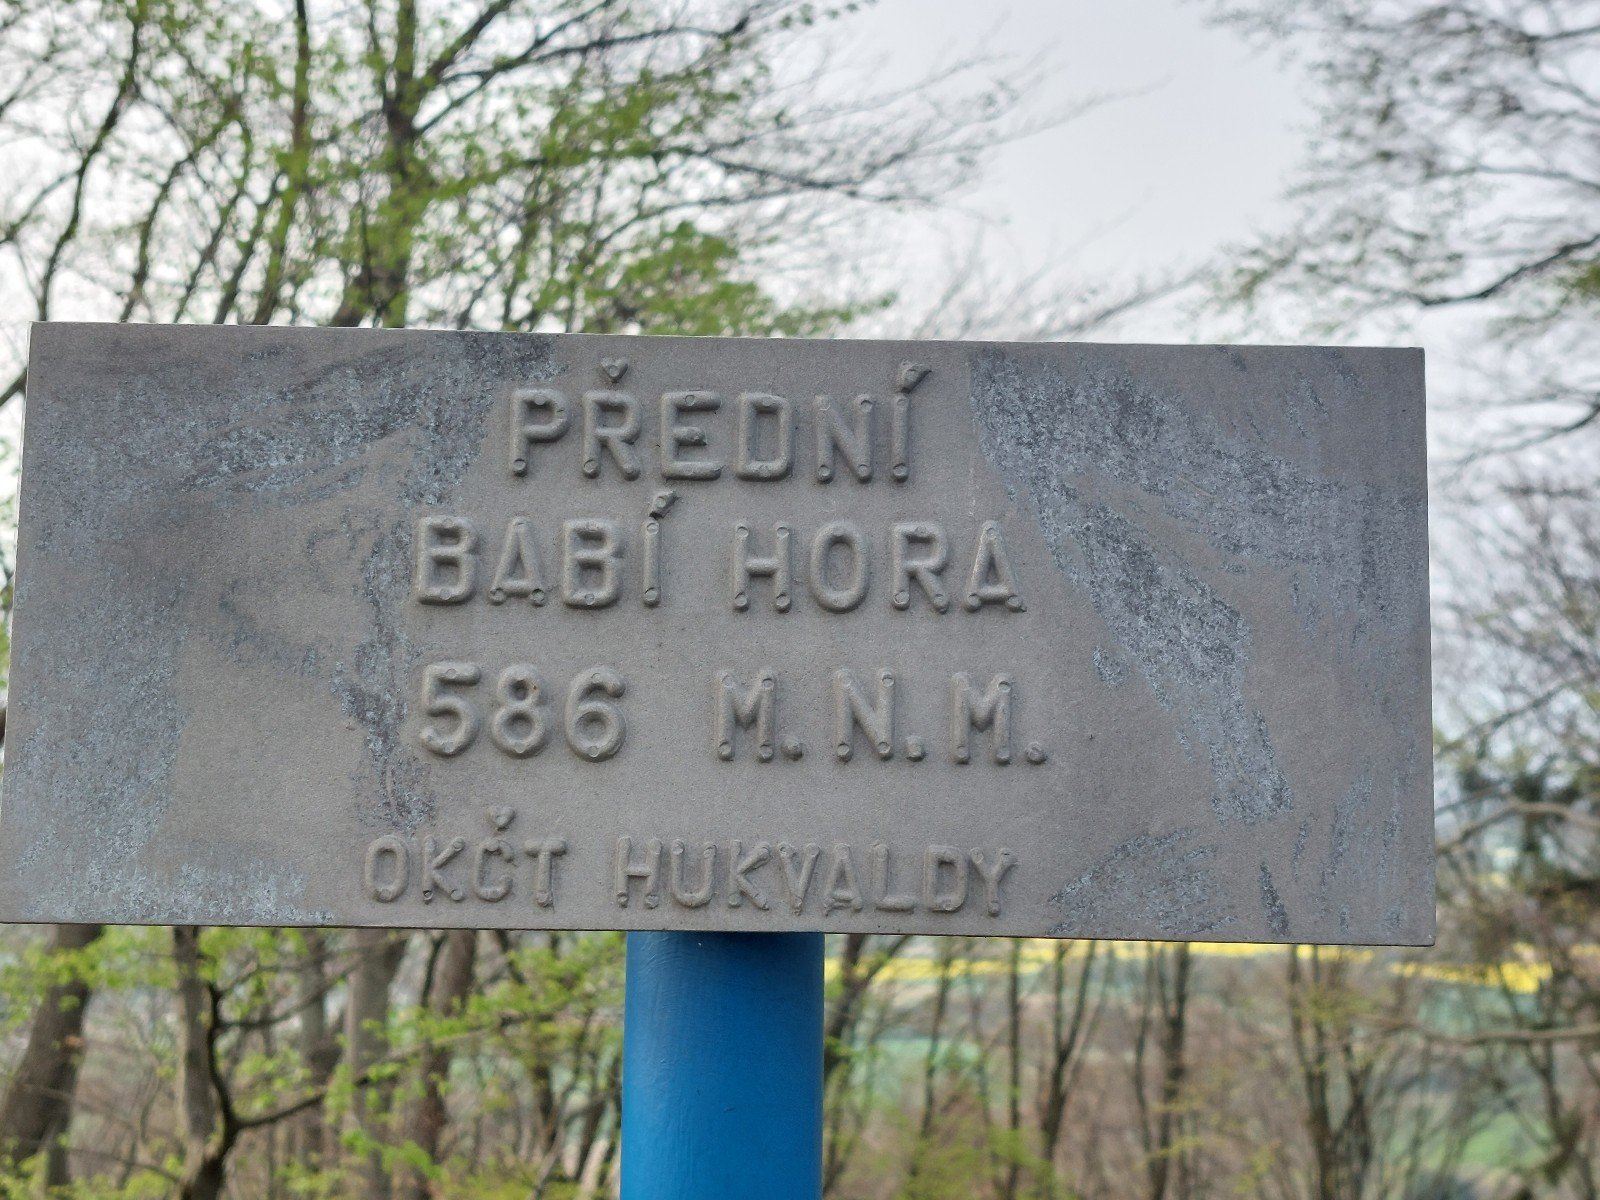 PŘEDNÍ
BABÍ HORA
586 M.N.M.
OKČT HUKVALDY